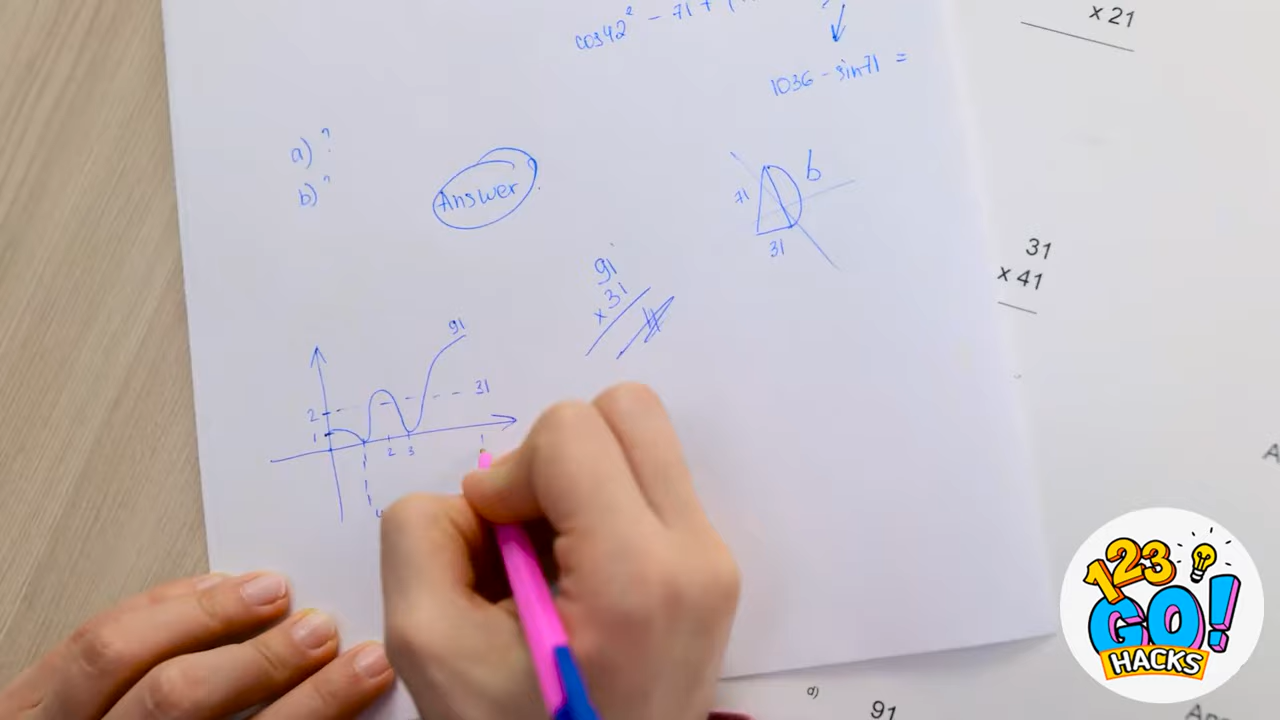 cos42² - 71 +
1036 - sin71 =
x 21
a) ?
b) ?
Answer
71
b
31
91
x 31
31
x 41
91
31
2
1
2
3
d)
91
123
GO!
HACKS